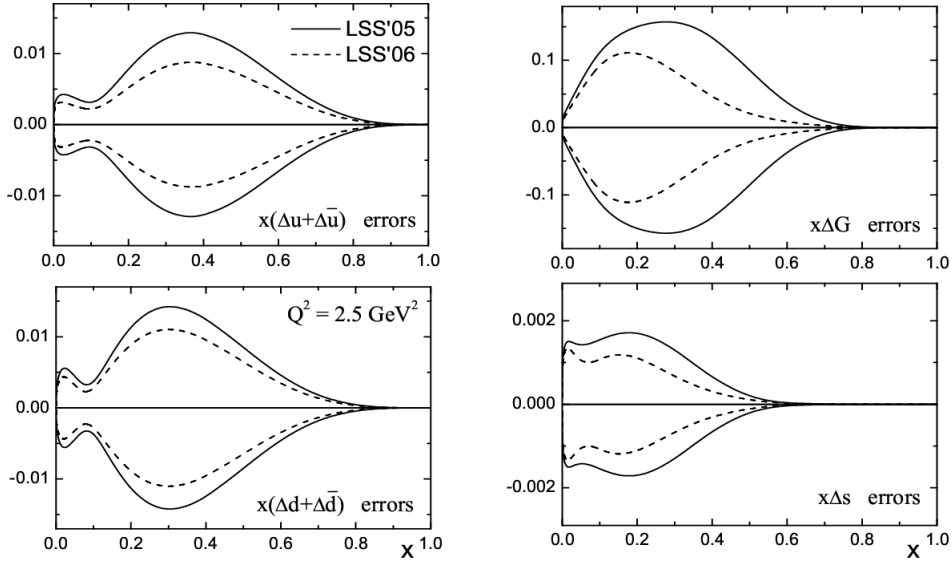 LSS'05
LSS'06
0.01
0.00
-0.01
x(Δu+Δū) errors
0.0 0.2 0.4 0.6 0.8 1.0
0.1
0.0
-0.1
xΔG errors
0.0 0.2 0.4 0.6 0.8 1.0
Q² = 2.5 GeV²
0.01
0.00
-0.01
x(Δd+Δd̄) errors
0.0 0.2 0.4 0.6 0.8 1.0
x
0.002
0.000
-0.002
xΔs errors
0.0 0.2 0.4 0.6 0.8 1.0
x